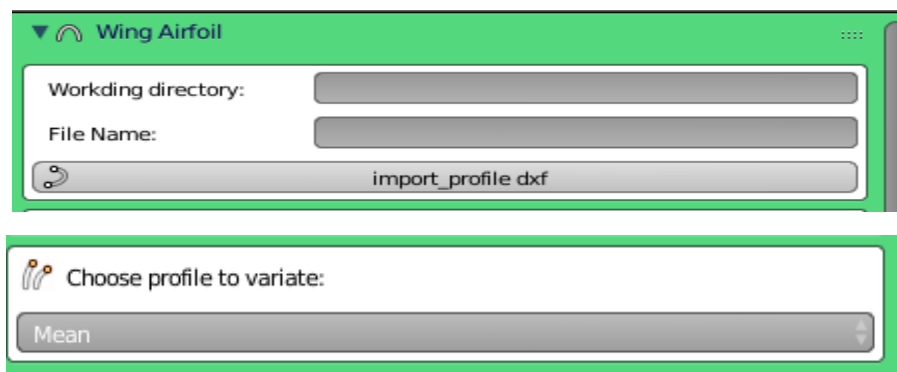 Wing Airfoil
Workding directory:
File Name:
import_profile dxf
Choose profile to variate:
Mean